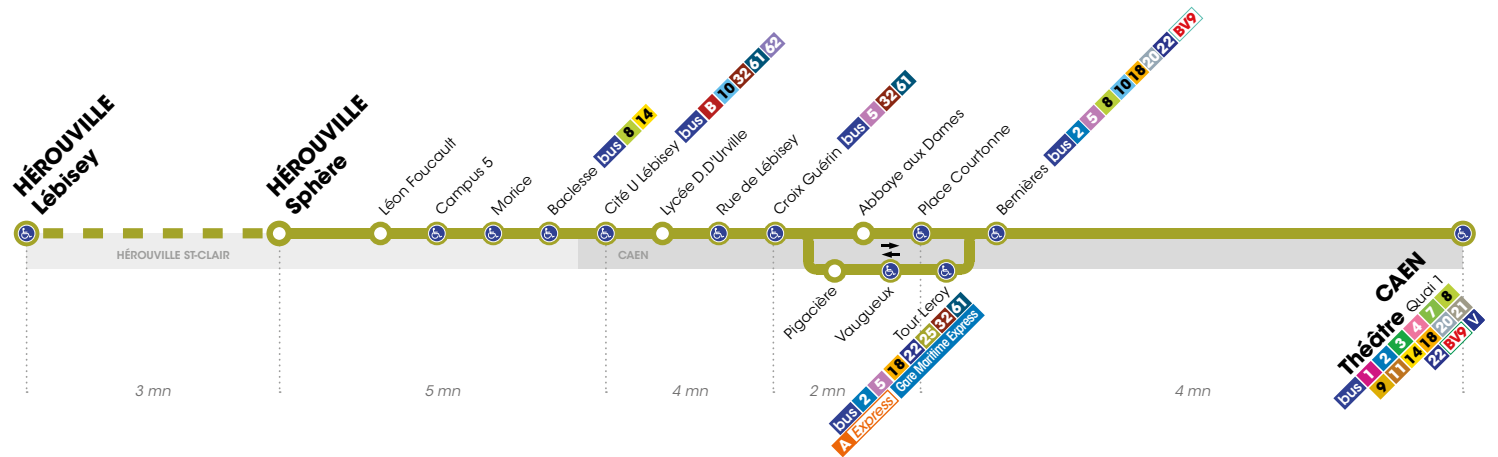 HÉROUVILLE
Lébisey
HÉROUVILLE
Sphère
Léon Foucault
Campus 5
Morice
Baclesse bus 8 14
Cité U Lébisey bus B 10 32 61 62
Lycée D.D'Urville
Rue de Lébisey
Croix Guérin bus 5 32 61
Abbaye aux Dames
Place Courtonne
Bernières bus 2 5 8 10 18 20 22 BV9
HÉROUVILLE ST-CLAIR
CAEN
Pigacière
Vaugueux
Tour Leroy
bus 2 5 18 22 25 32 61
A Express Gare Maritime Express
CAEN
Théâtre Quai 1
bus 1 2 3 4 7 8
9 11 14 18 20 21
22 BV9 V
3 mn
5 mn
4 mn
2 mn
4 mn